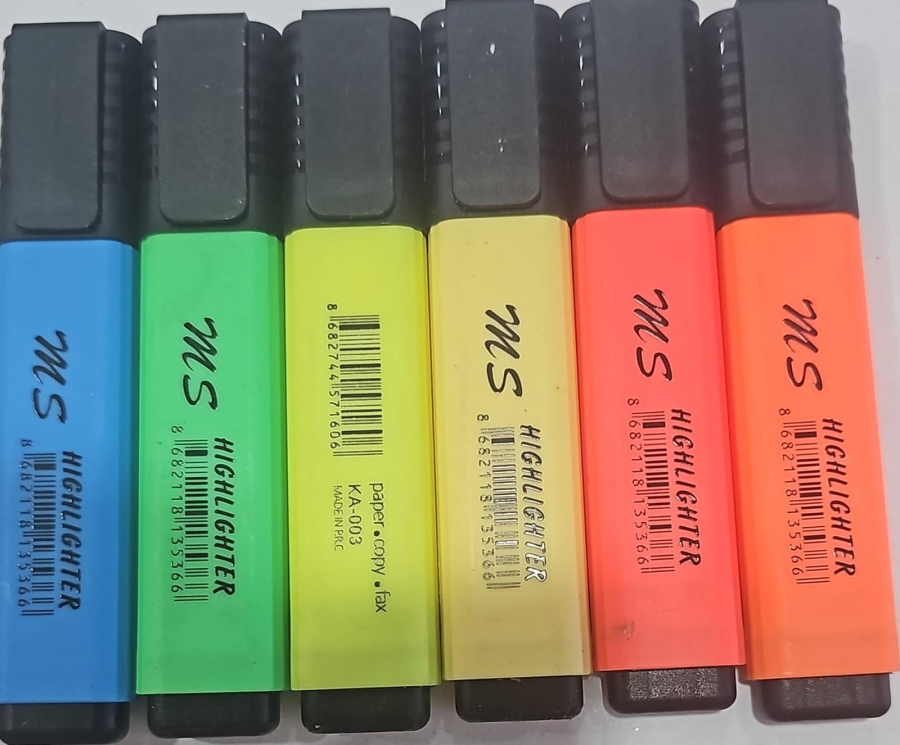 MS
HIGHLIGHTER
8 682118 135366
MS
HIGHLIGHTER
8 682118 135366
8 682744 571606
paper.copy.fax
KA-003
MADE IN P.R.C
MS
HIGHLIGHTER
8 682118 135366
MS
HIGHLIGHTER
8 682118 135366
MS
HIGHLIGHTER
8 682118 135366